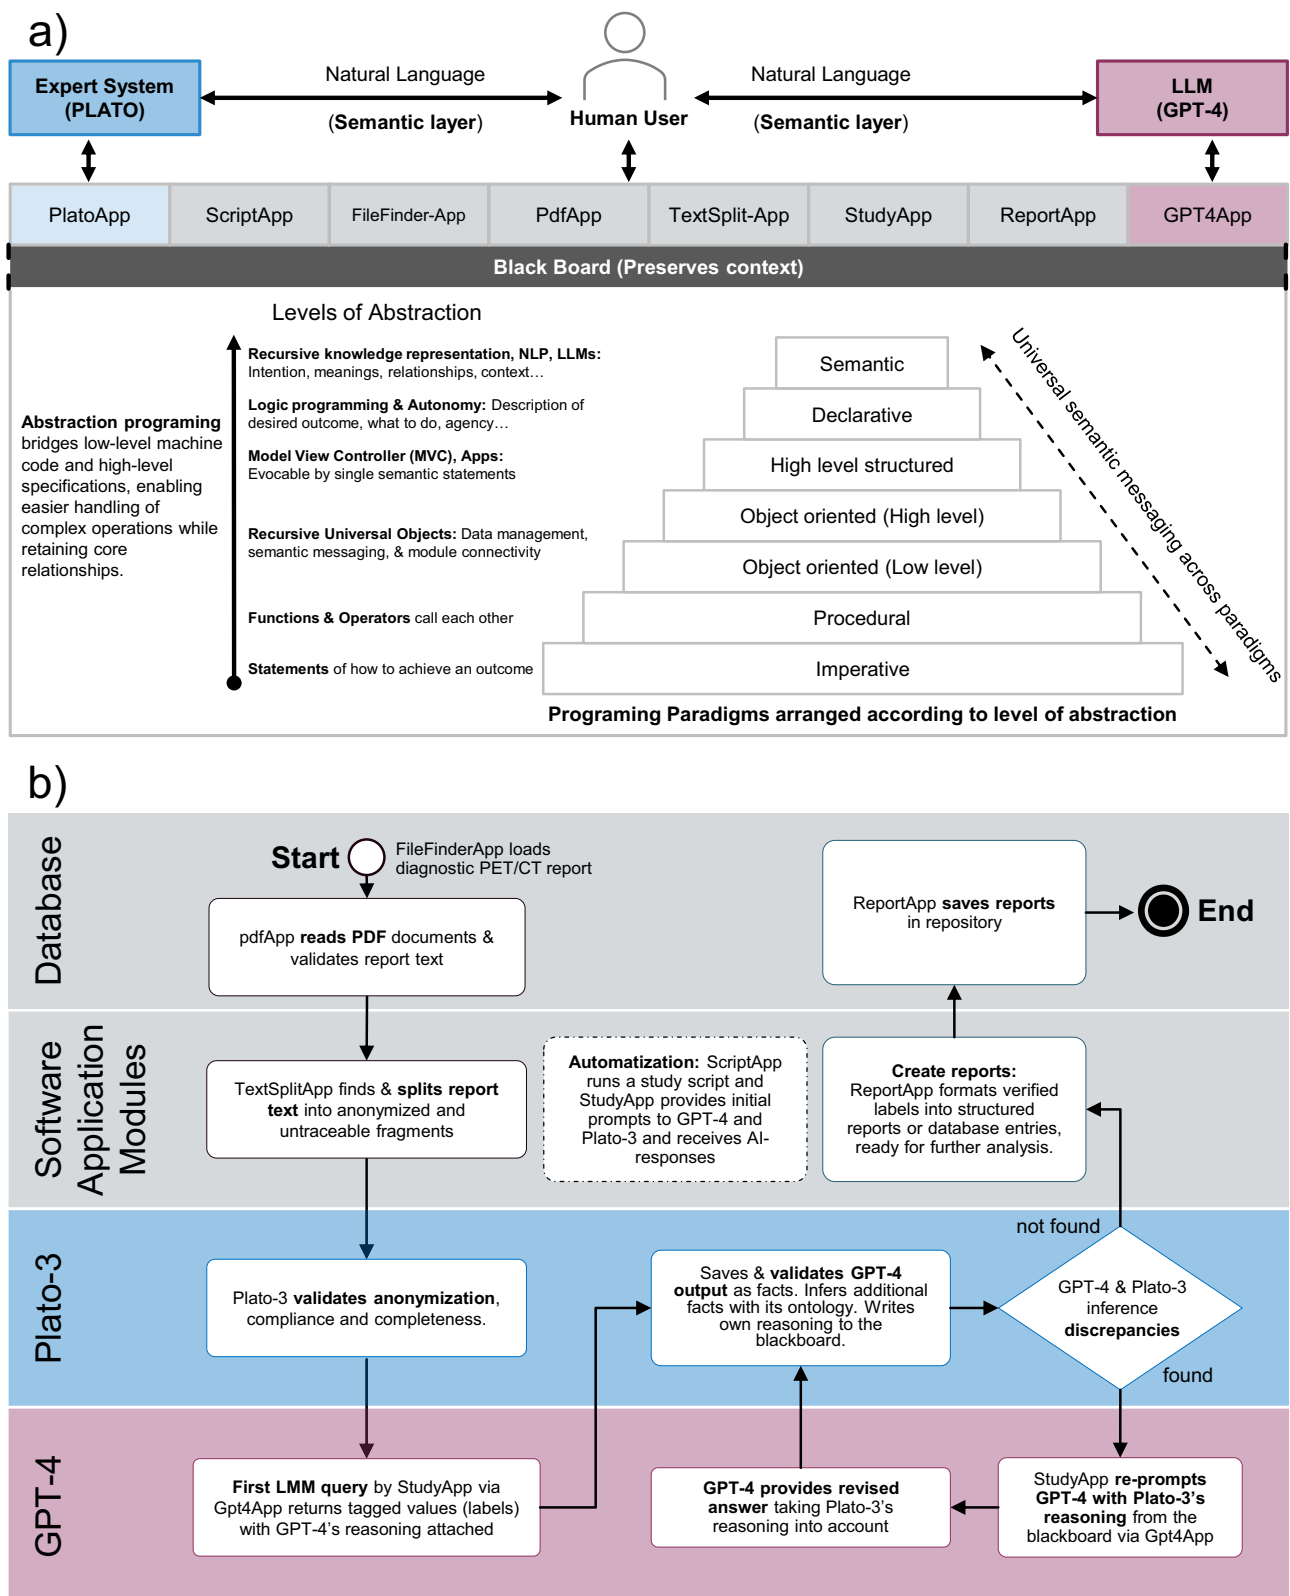 a)
Expert System
(PLATO)
Natural Language
(Semantic layer)
Human User
Natural Language
(Semantic layer)
LLM
(GPT-4)
PlatoApp
ScriptApp
FileFinder-App
PdfApp
TextSplit-App
StudyApp
ReportApp
GPT4App
Black Board (Preserves context)
Levels of Abstraction
Abstraction programing
bridges low-level machine
code and high-level
specifications, enabling
easier handling of
complex operations while
retaining core
relationships.
Recursive knowledge representation, NLP, LLMs:
Intention, meanings, relationships, context…
Logic programming & Autonomy: Description of
desired outcome, what to do, agency…
Model View Controller (MVC), Apps:
Evocable by single semantic statements
Recursive Universal Objects: Data management,
semantic messaging, & module connectivity
Functions & Operators call each other
Statements of how to achieve an outcome
Semantic
Declarative
High level structured
Object oriented (High level)
Object oriented (Low level)
Procedural
Imperative
Universal semantic messaging across paradigms
Programing Paradigms arranged according to level of abstraction
b)
Database
Start
FileFinderApp loads
diagnostic PET/CT report
pdfApp reads PDF documents &
validates report text
ReportApp saves reports
in repository
End
Software
Application
Modules
TextSplitApp finds & splits report
text into anonymized and
untraceable fragments
Automatization: ScriptApp
runs a study script and
StudyApp provides initial
prompts to GPT-4 and
Plato-3 and receives AI-
responses
Create reports:
ReportApp formats verified
labels into structured
reports or database entries,
ready for further analysis.
Plato-3
Plato-3 validates anonymization,
compliance and completeness.
Saves & validates GPT-4
output as facts. Infers additional
facts with its ontology. Writes
own reasoning to the
blackboard.
not found
GPT-4 & Plato-3
inference
discrepancies
found
GPT-4
First LMM query by StudyApp via
Gpt4App returns tagged values (labels)
with GPT-4's reasoning attached
GPT-4 provides revised
answer taking Plato-3's
reasoning into account
StudyApp re-prompts
GPT-4 with Plato-3's
reasoning from the
blackboard via Gpt4App